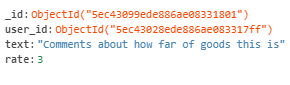 _id: ObjectId("5ec43099ede886ae08331801")
user_id: ObjectId("5ec43028ede886ae083317ff")
text: "Comments about how far of goods this is"
rate: 3